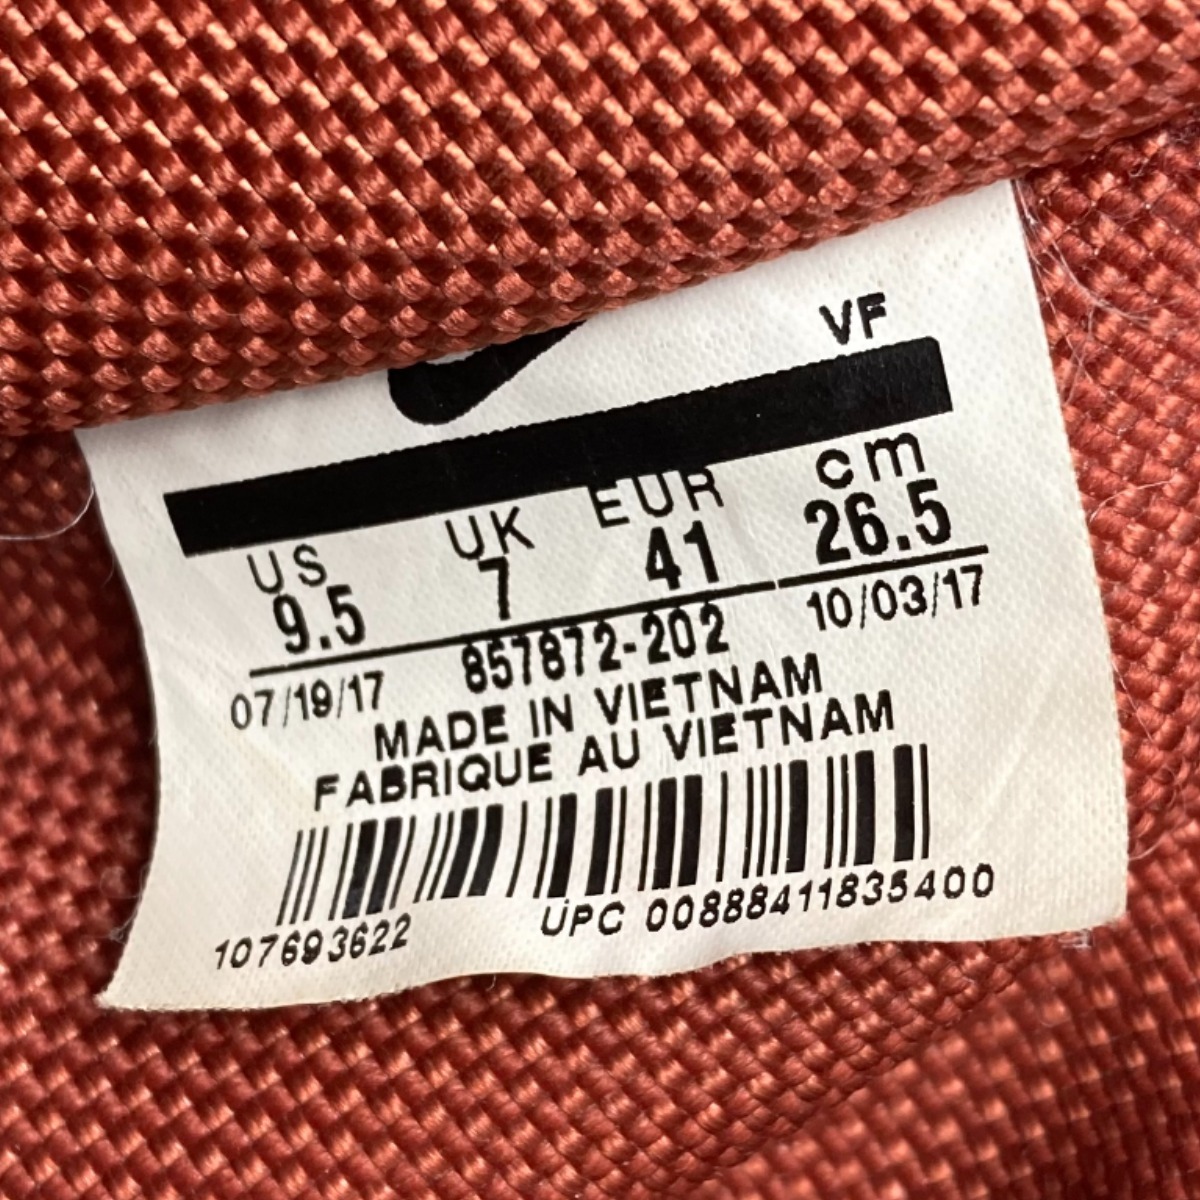 VF
US UK EUR cm
9.5 7 41 26.5
07/19/17 857872-202 10/03/17
MADE IN VIETNAM
FABRIQUE AU VIETNAM
107693622 UPC 00888411835400